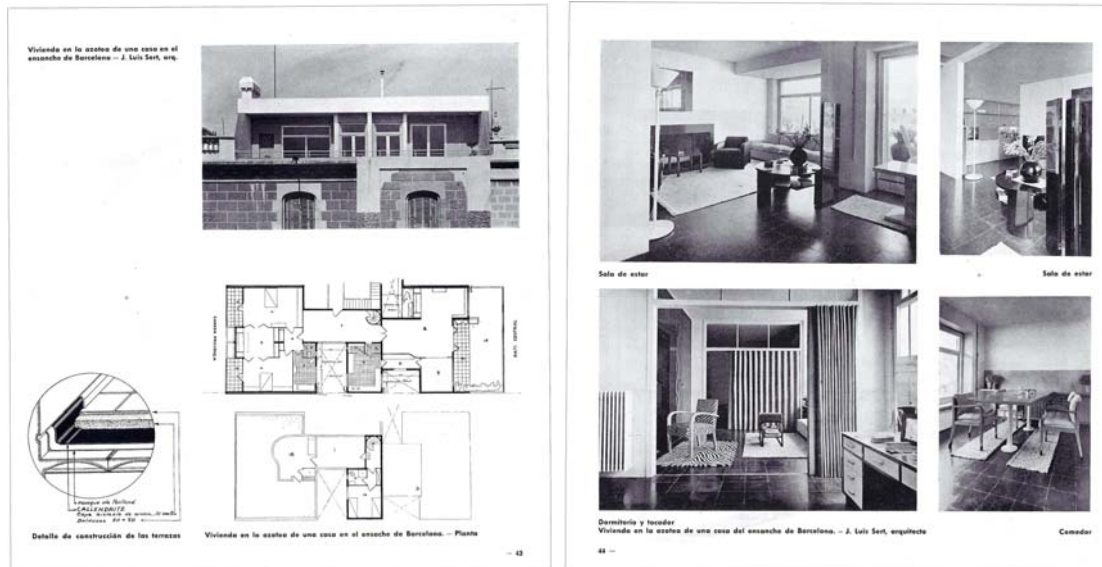 Vivienda en la azotea de una casa en el
ensanche de Barcelona — J. Luis Sert, arq.
CALLENDRITE
Detalle de construcción de las terrazas
Vivienda en la azotea de una casa en el ensache de Barcelona. — Planta
— 43
Sala de estar
Sala de estar
Dormitorio y tocador
Vivienda en la azotea de una casa del ensanche de Barcelona. — J. Luis Sert, arquitecto
Comedor
44 —